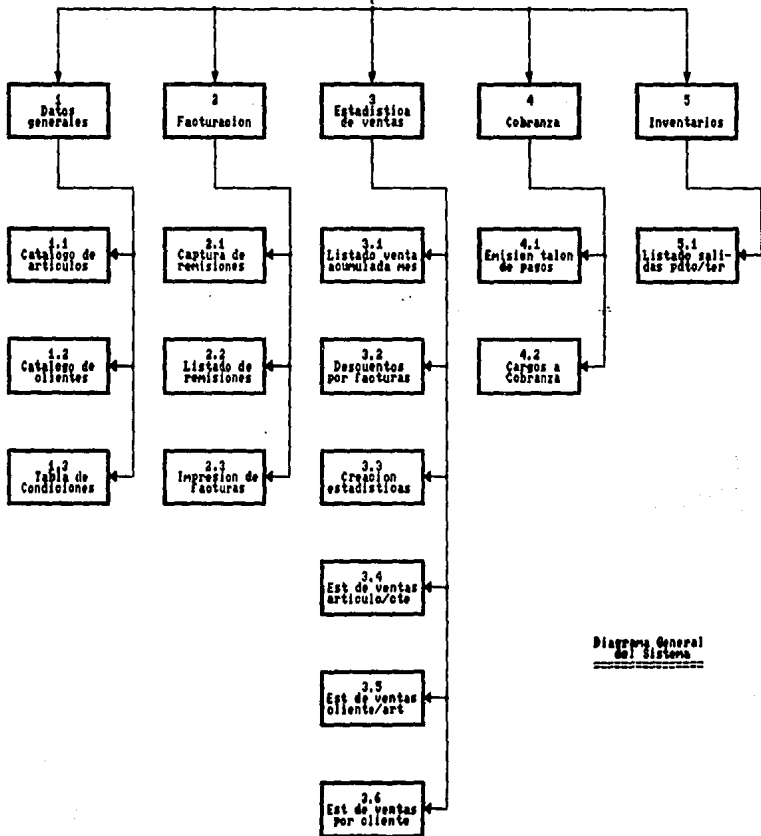 1
Datos
generales
2
Facturacion
3
Estadistica
de ventas
4
Cobranza
5
Inventarios
1.1
Catalogo de
articulos
2.1
Captura de
remisiones
3.1
Listado venta
acumulada mes
4.1
Emision talon
de pagos
5.1
Listado sali-
das pdto/ter
1.2
Catalogo de
clientes
2.2
Listado de
remisiones
3.2
Descuentos
por facturas
4.2
Cargos a
Cobranza
1.3
Tabla de
Condiciones
2.3
Impresion de
facturas
3.3
Creacion
estadisticas
3.4
Est de ventas
articulo/cte
3.5
Est de ventas
cliente/art
3.6
Est de ventas
por cliente
Diagrama General
del Sistema